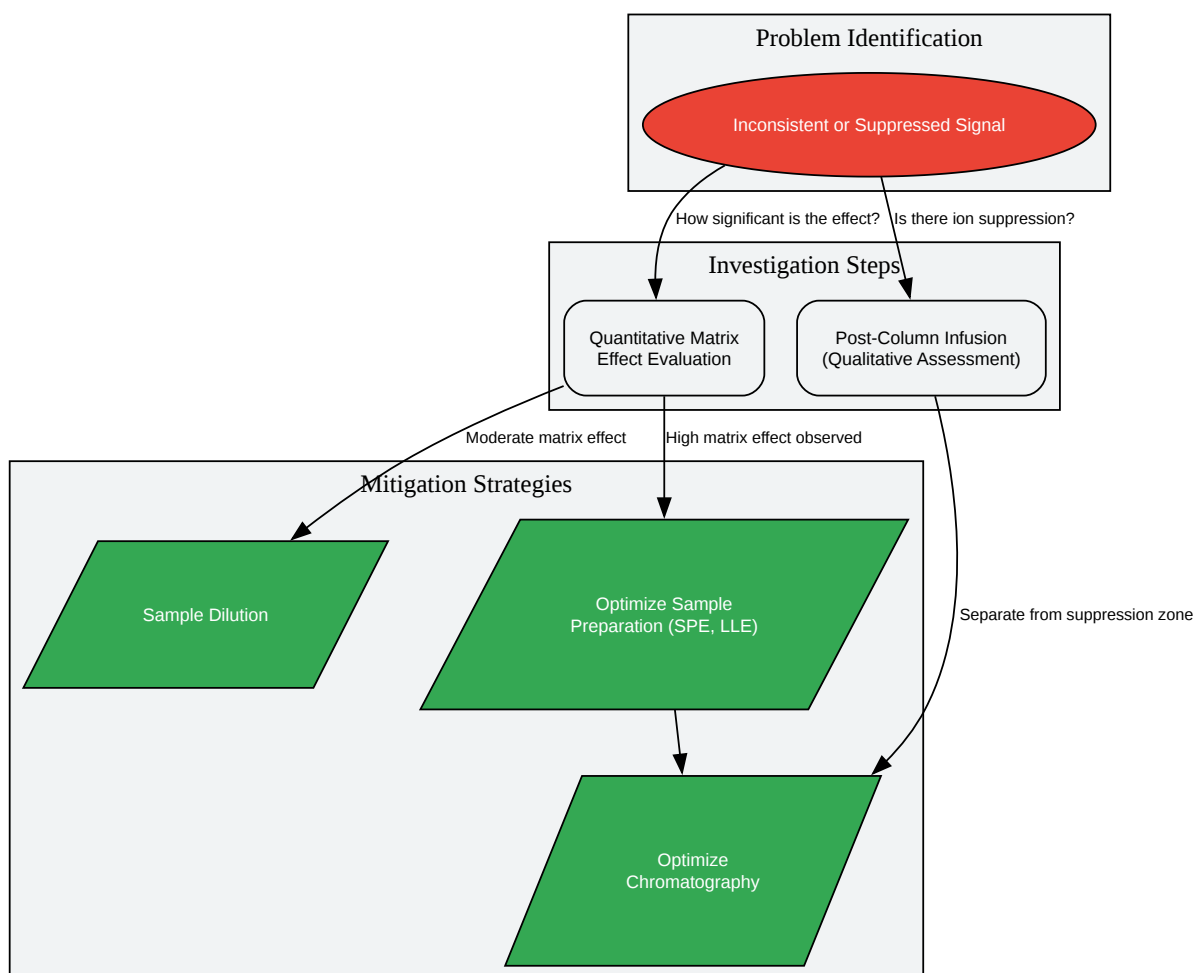 Problem Identification
Inconsistent or Suppressed Signal
How significant is the effect?
Is there ion suppression?
Investigation Steps
Quantitative Matrix
Effect Evaluation
Post-Column Infusion
(Qualitative Assessment)
Moderate matrix effect
High matrix effect observed
Mitigation Strategies
Sample Dilution
Optimize Sample
Preparation (SPE, LLE)
Separate from suppression zone
Optimize
Chromatography